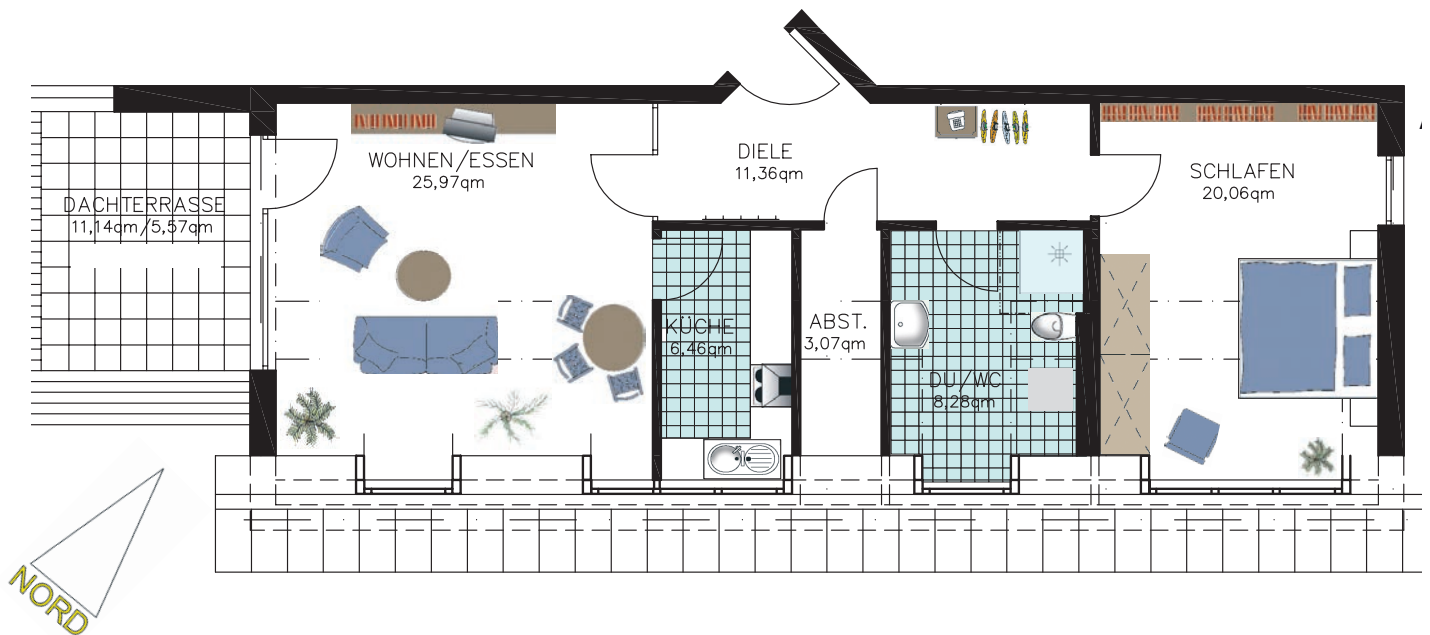 WOHNEN/ESSEN
25,97qm
DIELE
11,36qm
SCHLAFEN
20,06qm
DACHTERRASSE
11,14qm/5,57qm
KÜCHE
6,46qm
ABST.
3,07qm
DU/WC
8,28qm
NORD